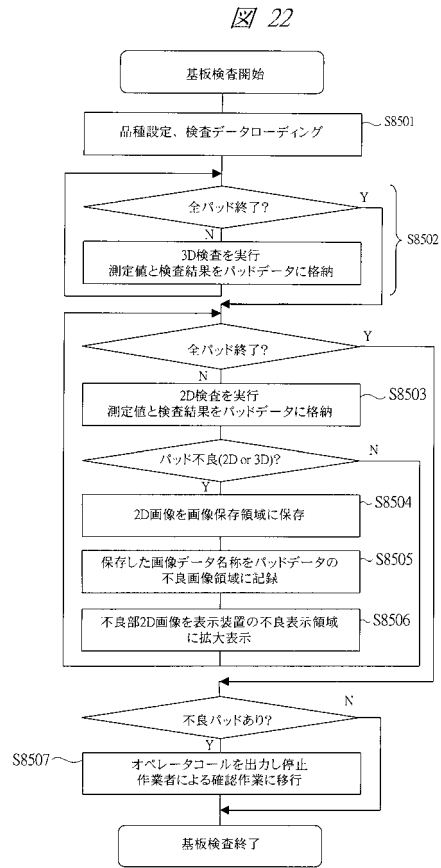 図 22
基板検査開始
品種設定、検査データローディング
S8501
全パッド終了?
Y
N
S8502
3D検査を実行
測定値と検査結果をパッドデータに格納
全パッド終了?
Y
N
2D検査を実行
測定値と検査結果をパッドデータに格納
S8503
パッド不良(2D or 3D)?
N
Y
2D画像を画像保存領域に保存
S8504
保存した画像データ名称をパッドデータの
不良画像領域に記録
S8505
不良部2D画像を表示装置の不良表示領域
に拡大表示
S8506
不良パッドあり?
N
Y
S8507
オペレータコールを出力し停止
作業者による確認作業に移行
基板検査終了